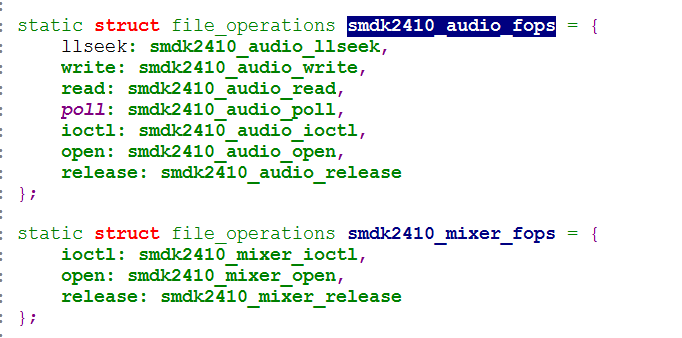 static struct file_operations smdk2410_audio_fops = {
llseek: smdk2410_audio_llseek,
write: smdk2410_audio_write,
read: smdk2410_audio_read,
poll: smdk2410_audio_poll,
ioctl: smdk2410_audio_ioctl,
open: smdk2410_audio_open,
release: smdk2410_audio_release
};
static struct file_operations smdk2410_mixer_fops = {
ioctl: smdk2410_mixer_ioctl,
open: smdk2410_mixer_open,
release: smdk2410_mixer_release
};